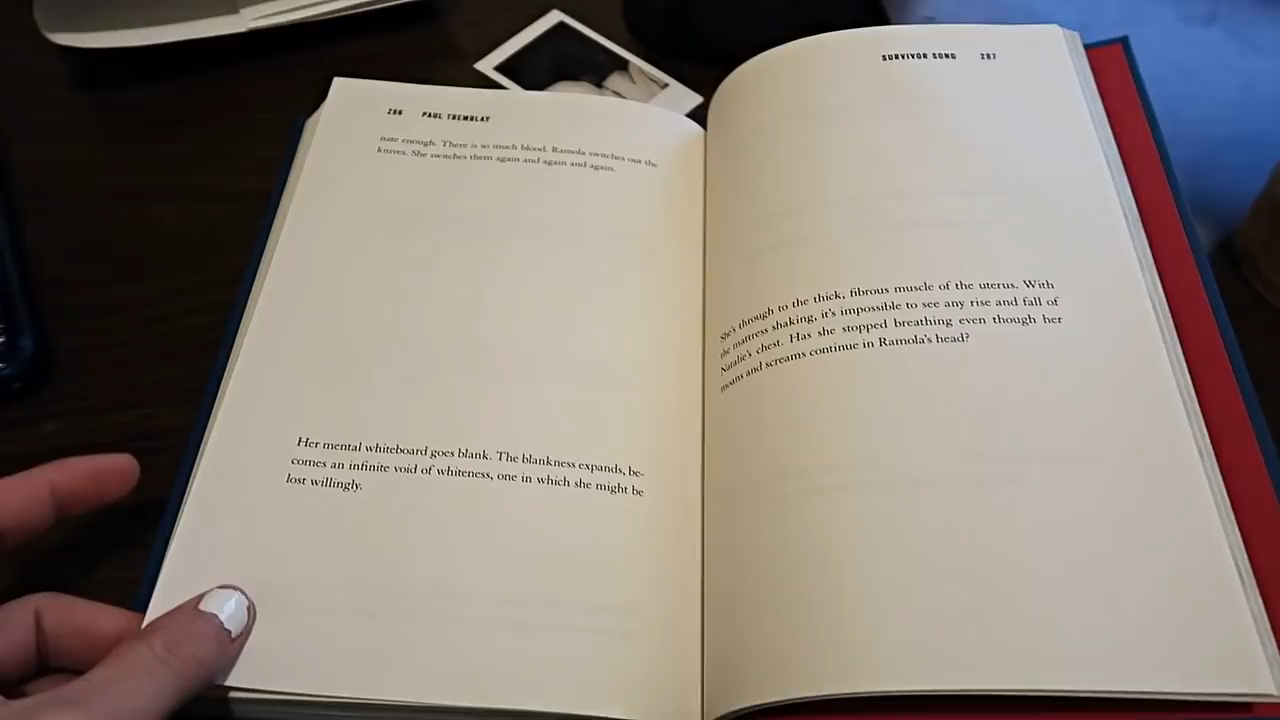 286 PAUL TREMBLAY
nate enough. There is so much blood. Ramola switches out the
knives. She switches them again and again and again.
Her mental whiteboard goes blank. The blankness expands, be-
comes an infinite void of whiteness, one in which she might be
lost willingly.
SURVIVOR SONG 287
She's through to the thick, fibrous muscle of the uterus. With
the mattress shaking, it's impossible to see any rise and fall of
Natalie's chest. Has she stopped breathing even though her
moans and screams continue in Ramola's head?